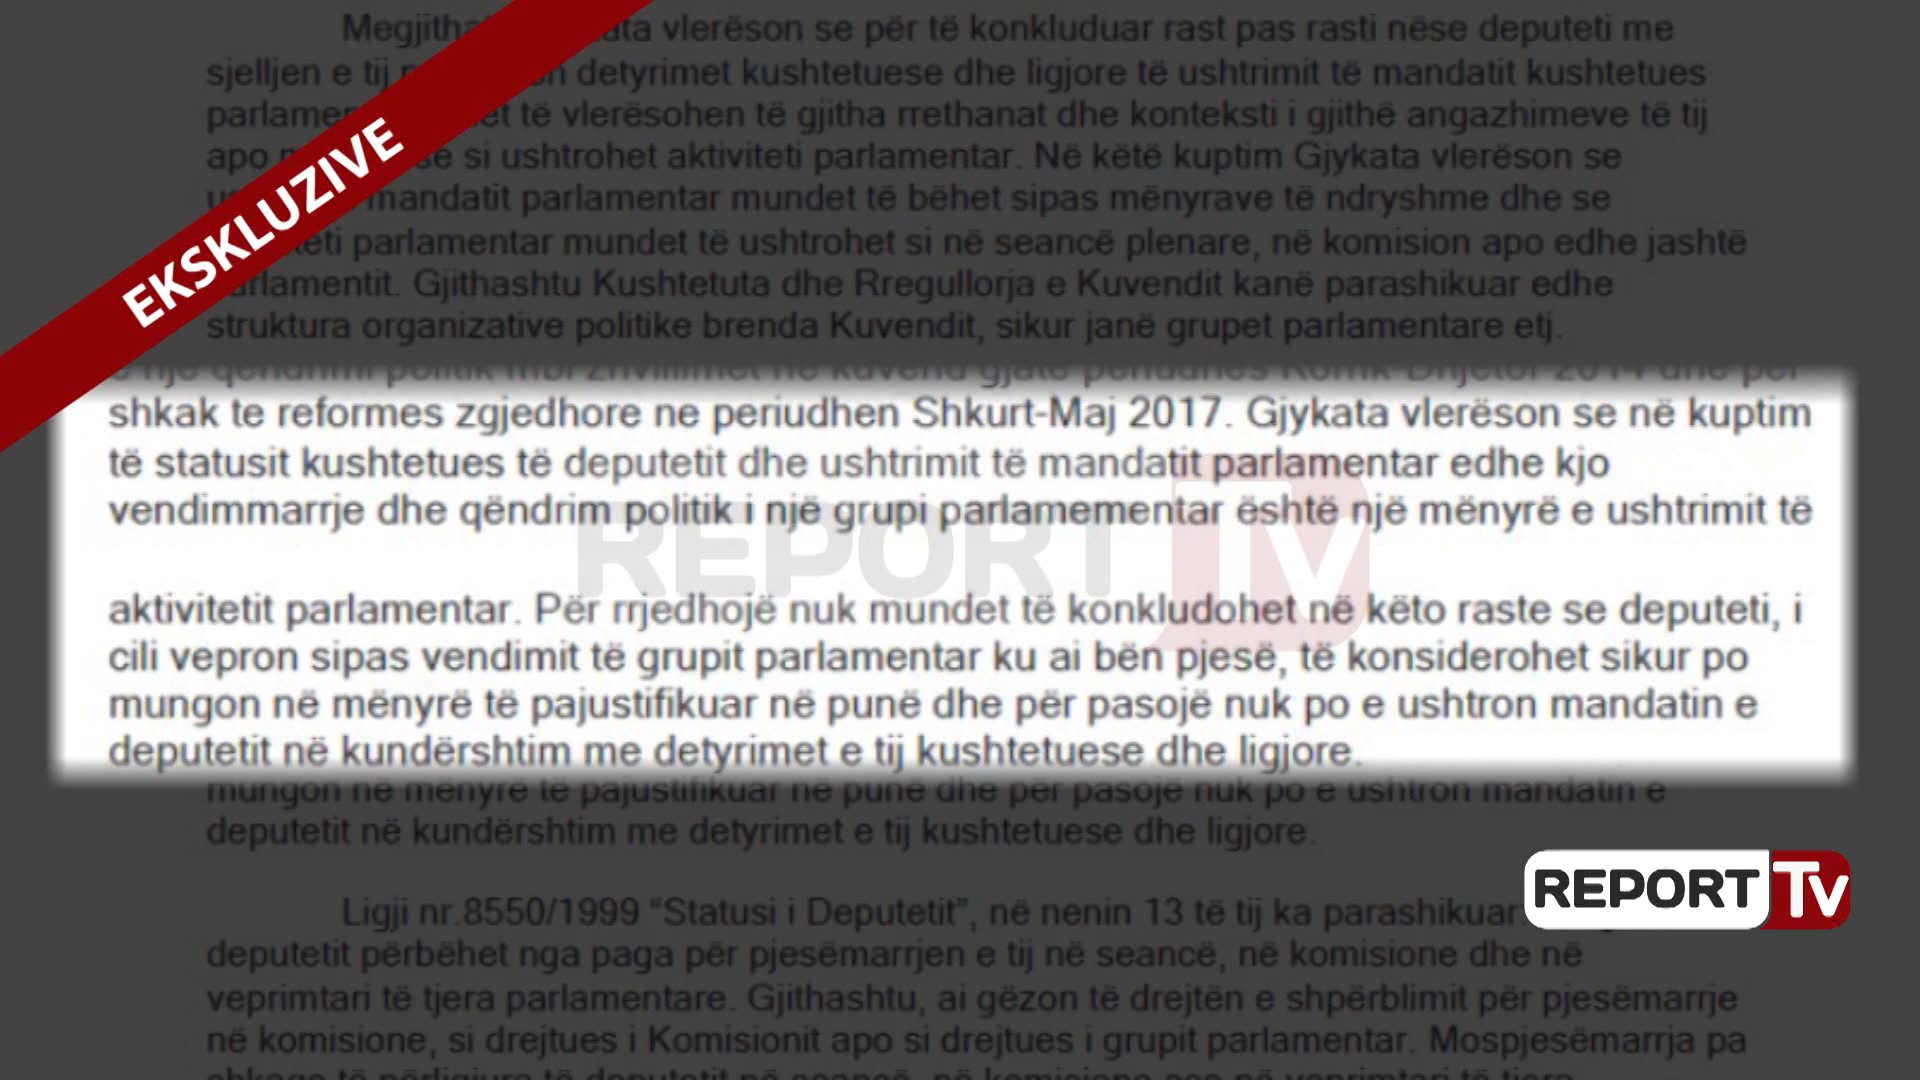 EKSKLUZIVE
vlerëson se për të konkluduar rast pas rasti nëse deputeti me
sjelljen e tij detyrimet kushtetuese dhe ligjore të ushtrimit të mandatit kushtetues
të vlerësohen të gjitha rrethanat dhe konteksti i gjithë angazhimeve të tij
apo si ushtrohet aktiviteti parlamentar. Në këtë kuptim Gjykata vlerëson se
mandatit parlamentar mundet të bëhet sipas mënyrave të ndryshme dhe se
parlamentar mundet të ushtrohet si në seancë plenare, në komision apo edhe jashtë
Gjithashtu Kushtetuta dhe Rregullorja e Kuvendit kanë parashikuar edhe
struktura organizative politike brenda Kuvendit, sikur janë grupet parlamentare etj.
shkak te reformes zgjedhore ne periudhen Shkurt-Maj 2017. Gjykata vlerëson se në kuptim
të statusit kushtetues të deputetit dhe ushtrimit të mandatit parlamentar edhe kjo
vendimmarrje dhe qëndrim politik i një grupi parlamementar është një mënyrë e ushtrimit të
REPORT TV
aktivitetit parlamentar. Për rrjedhojë nuk mundet të konkludohet në këto raste se deputeti, i
cili vepron sipas vendimit të grupit parlamentar ku ai bën pjesë, të konsiderohet sikur po
mungon në mënyrë të pajustifikuar në punë dhe për pasojë nuk po e ushtron mandatin e
deputetit në kundërshtim me detyrimet e tij kushtetuese dhe ligjore.
mungon në mënyrë të pajustifikuar në punë dhe për pasojë nuk po e ushtron mandatin e
deputetit në kundërshtim me detyrimet e tij kushtetuese dhe ligjore.
REPORT Tv
Ligji nr.8550/1999 "Statusi i Deputetit", në nenin 13 të tij ka parashikuar
deputetit përbëhet nga paga për pjesëmarrjen e tij në seancë, në komisione dhe në
veprimtari të tjera parlamentare. Gjithashtu, ai gëzon të drejtën e shpërblimit për pjesëmarrje
në komisione, si drejtues i Komisionit apo si drejtues i grupit parlamentar. Mospjesëmarrja pa